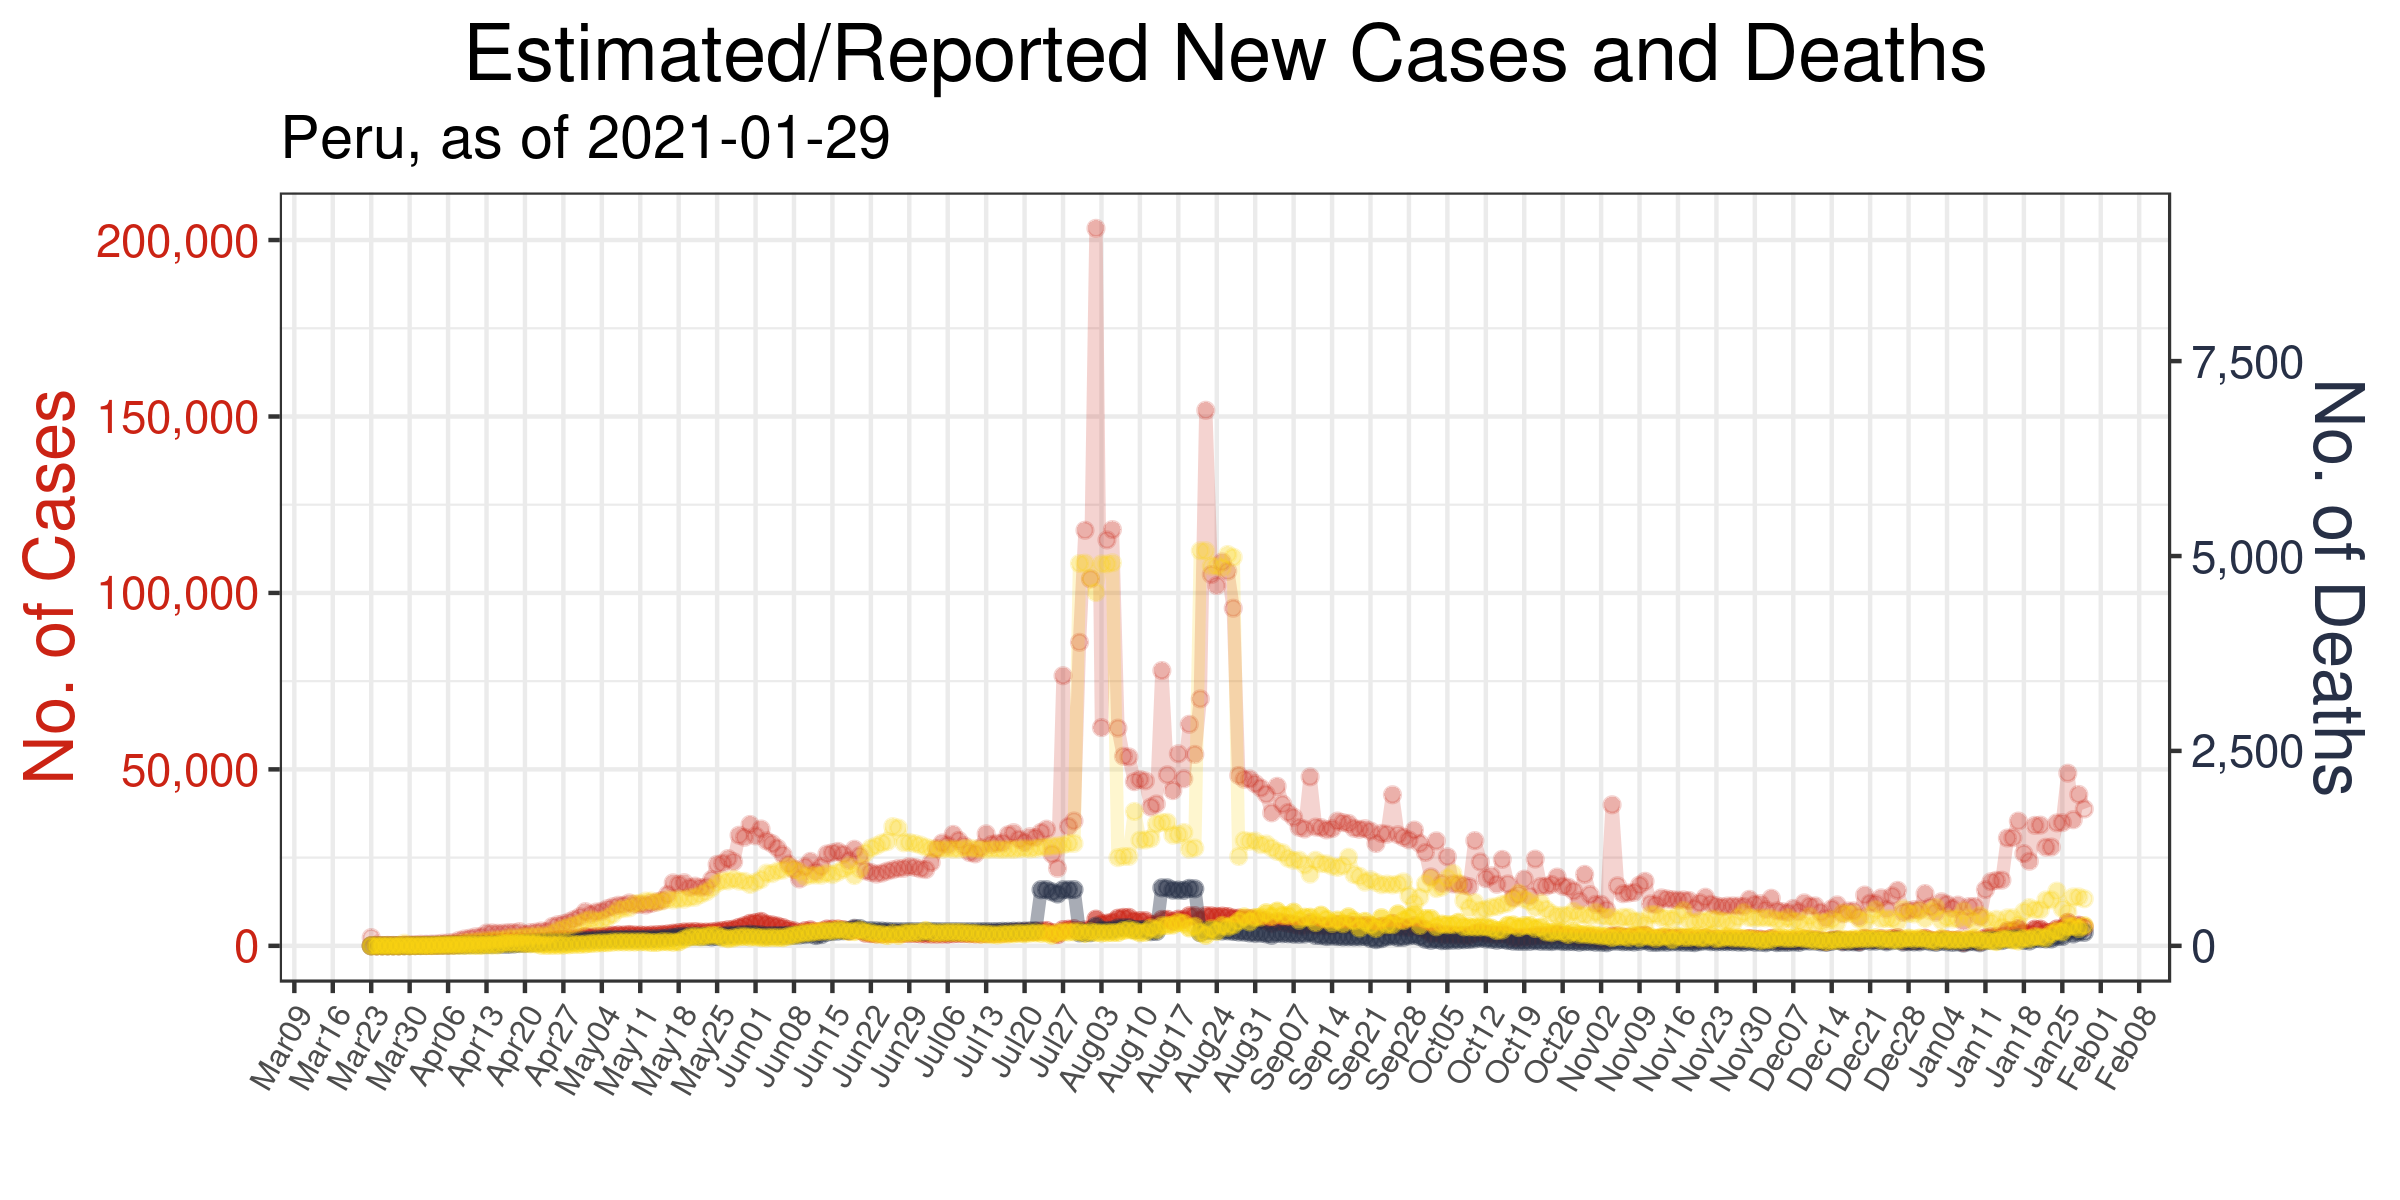 Estimated/Reported New Cases and Deaths
Peru, as of 2021-01-29
No. of Cases
200,000
150,000
100,000
50,000
0
No. of Deaths
7,500
5,000
2,500
0
Mar09
Mar16
Mar23
Mar30
Apr06
Apr13
Apr20
Apr27
May04
May11
May18
May25
Jun01
Jun08
Jun15
Jun22
Jun29
Jul06
Jul13
Jul20
Jul27
Aug03
Aug10
Aug17
Aug24
Aug31
Sep07
Sep14
Sep21
Sep28
Oct05
Oct12
Oct19
Oct26
Nov02
Nov09
Nov16
Nov23
Nov30
Dec07
Dec14
Dec21
Dec28
Jan04
Jan11
Jan18
Jan25
Feb01
Feb08